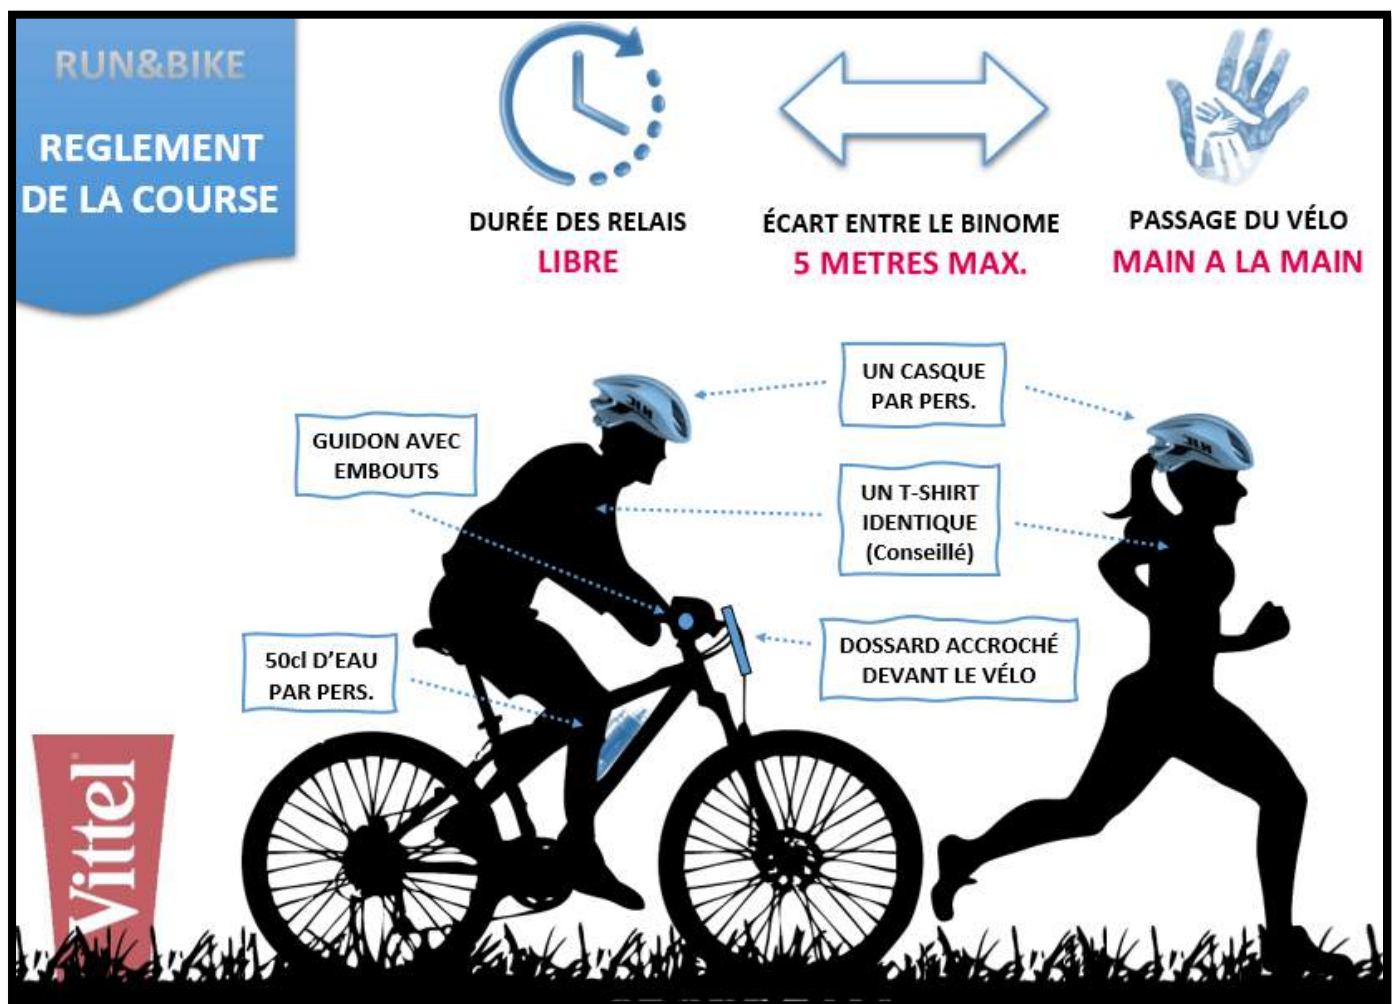 RUN&BIKE
REGLEMENT
DE LA COURSE
DURÉE DES RELAIS
LIBRE
ÉCART ENTRE LE BINOME
5 METRES MAX.
PASSAGE DU VÉLO
MAIN A LA MAIN
UN CASQUE
PAR PERS.
GUIDON AVEC
EMBOUTS
UN T-SHIRT
IDENTIQUE
(Conseillé)
50cl D'EAU
PAR PERS.
DOSSARD ACCROCHÉ
DEVANT LE VÉLO
Vittel